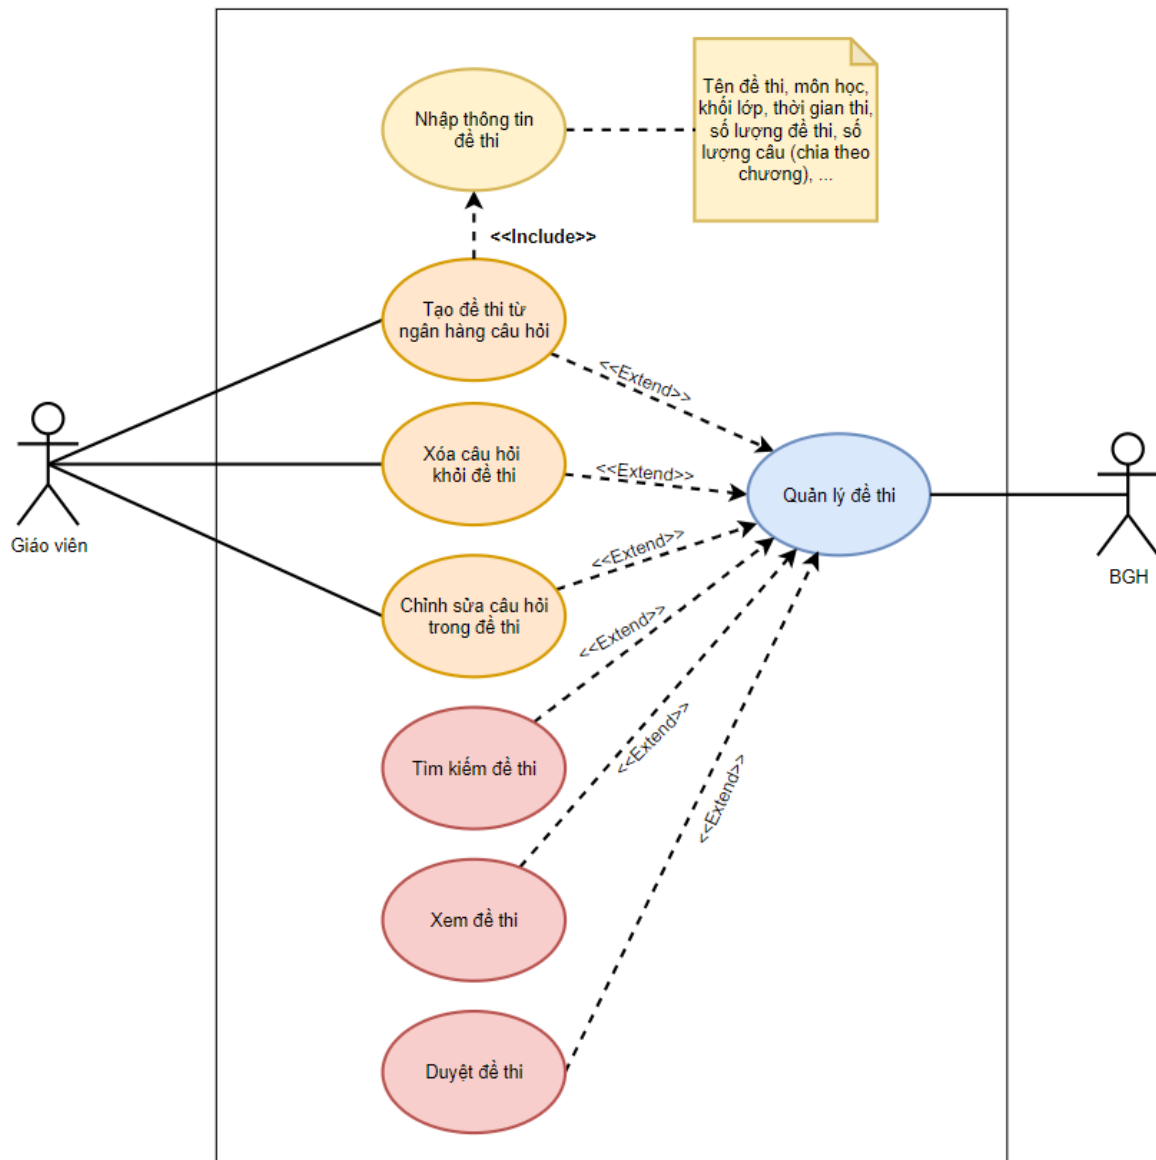 Nhập thông tin
đề thi
Tên đề thi, môn học,
khối lớp, thời gian thi,
số lượng đề thi, số
lượng câu (chia theo
chương), ...
<<Include>>
Tạo đề thi từ
ngân hàng câu hỏi
<<Extend>>
Xóa câu hỏi
khỏi đề thi
<<Extend>>
Quản lý đề thi
Giáo viên
BGH
<<Extend>>
Chỉnh sửa câu hỏi
trong đề thi
<<Extend>>
Tìm kiếm đề thi
<<Extend>>
<<Extend>>
Xem đề thi
Duyệt đề thi